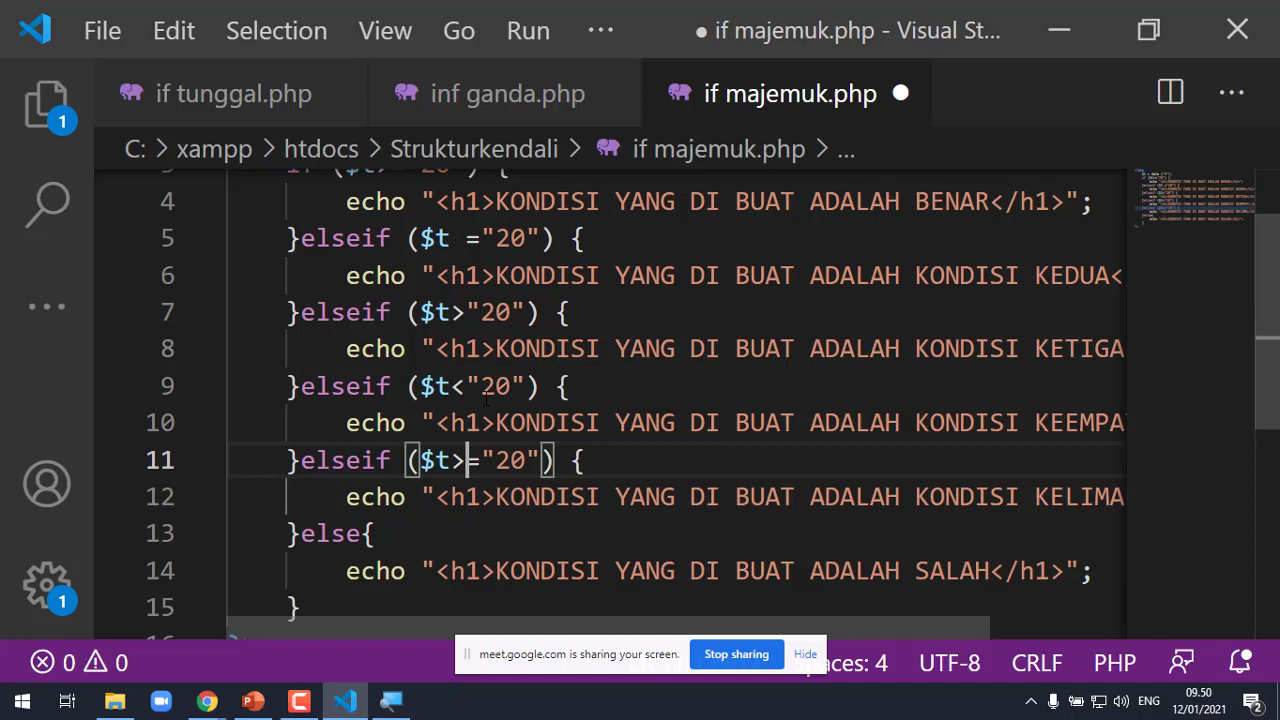 File Edit Selection View Go Run ··· ● if majemuk.php - Visual St...
if tunggal.php inf ganda.php if majemuk.php ●
C: > xampp > htdocs > Strukturkendali > if majemuk.php > ...
4 echo "<h1>KONDISI YANG DI BUAT ADALAH BENAR</h1>";
5 }elseif ($t ="20") {
6 echo "<h1>KONDISI YANG DI BUAT ADALAH KONDISI KEDUA<
7 }elseif ($t>"20") {
8 echo "<h1>KONDISI YANG DI BUAT ADALAH KONDISI KETIGA
9 }elseif ($t<"20") {
10 echo "<h1>KONDISI YANG DI BUAT ADALAH KONDISI KEEMPA
11 }elseif ($t>="20") {
12 echo "<h1>KONDISI YANG DI BUAT ADALAH KONDISI KELIMA
13 }else{
14 echo "<h1>KONDISI YANG DI BUAT ADALAH SALAH</h1>";
15 }
1
1
meet.google.com is sharing your screen. Stop sharing Hide
0 0 Spaces: 4 UTF-8 CRLF PHP
ENG 09.50
12/01/2021 2